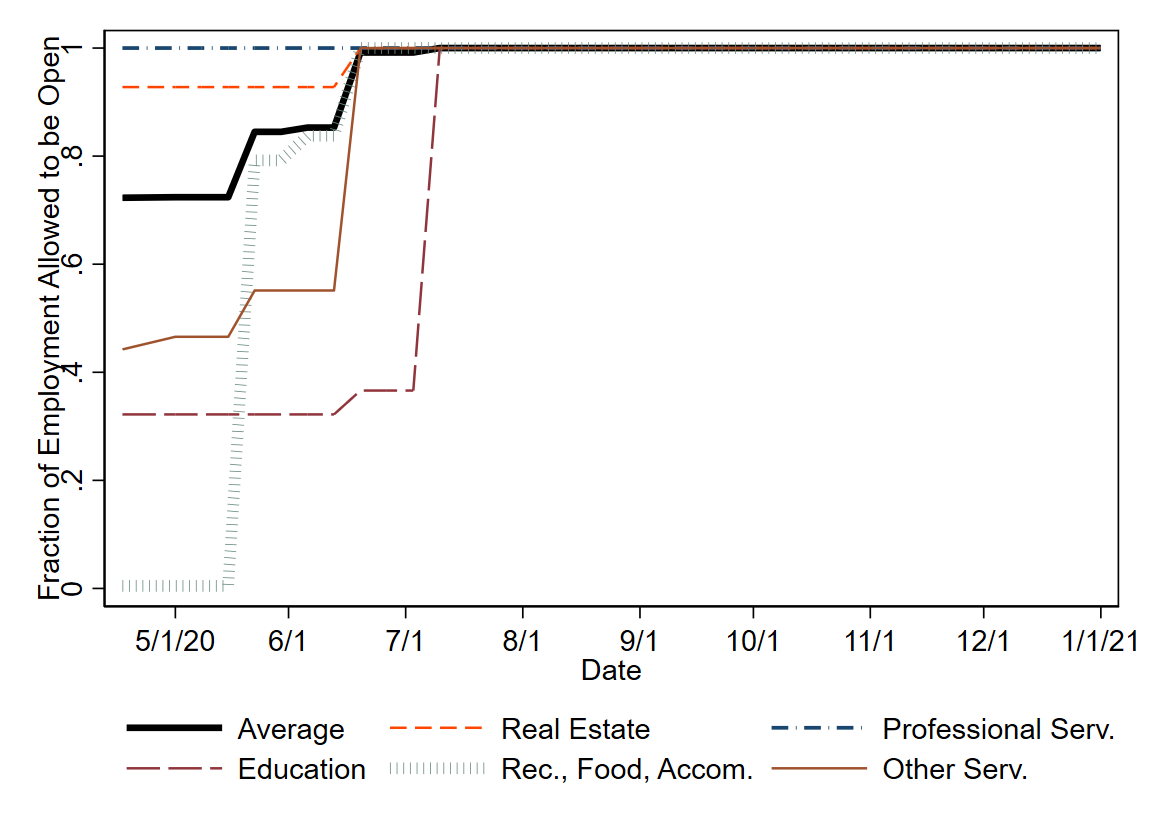 Fraction of Employment Allowed to be Open
1
.8
.6
.4
.2
0
5/1/20 6/1 7/1 8/1 9/1 10/1 11/1 12/1 1/1/21
Date
Average Real Estate Professional Serv.
Education Rec., Food, Accom. Other Serv.